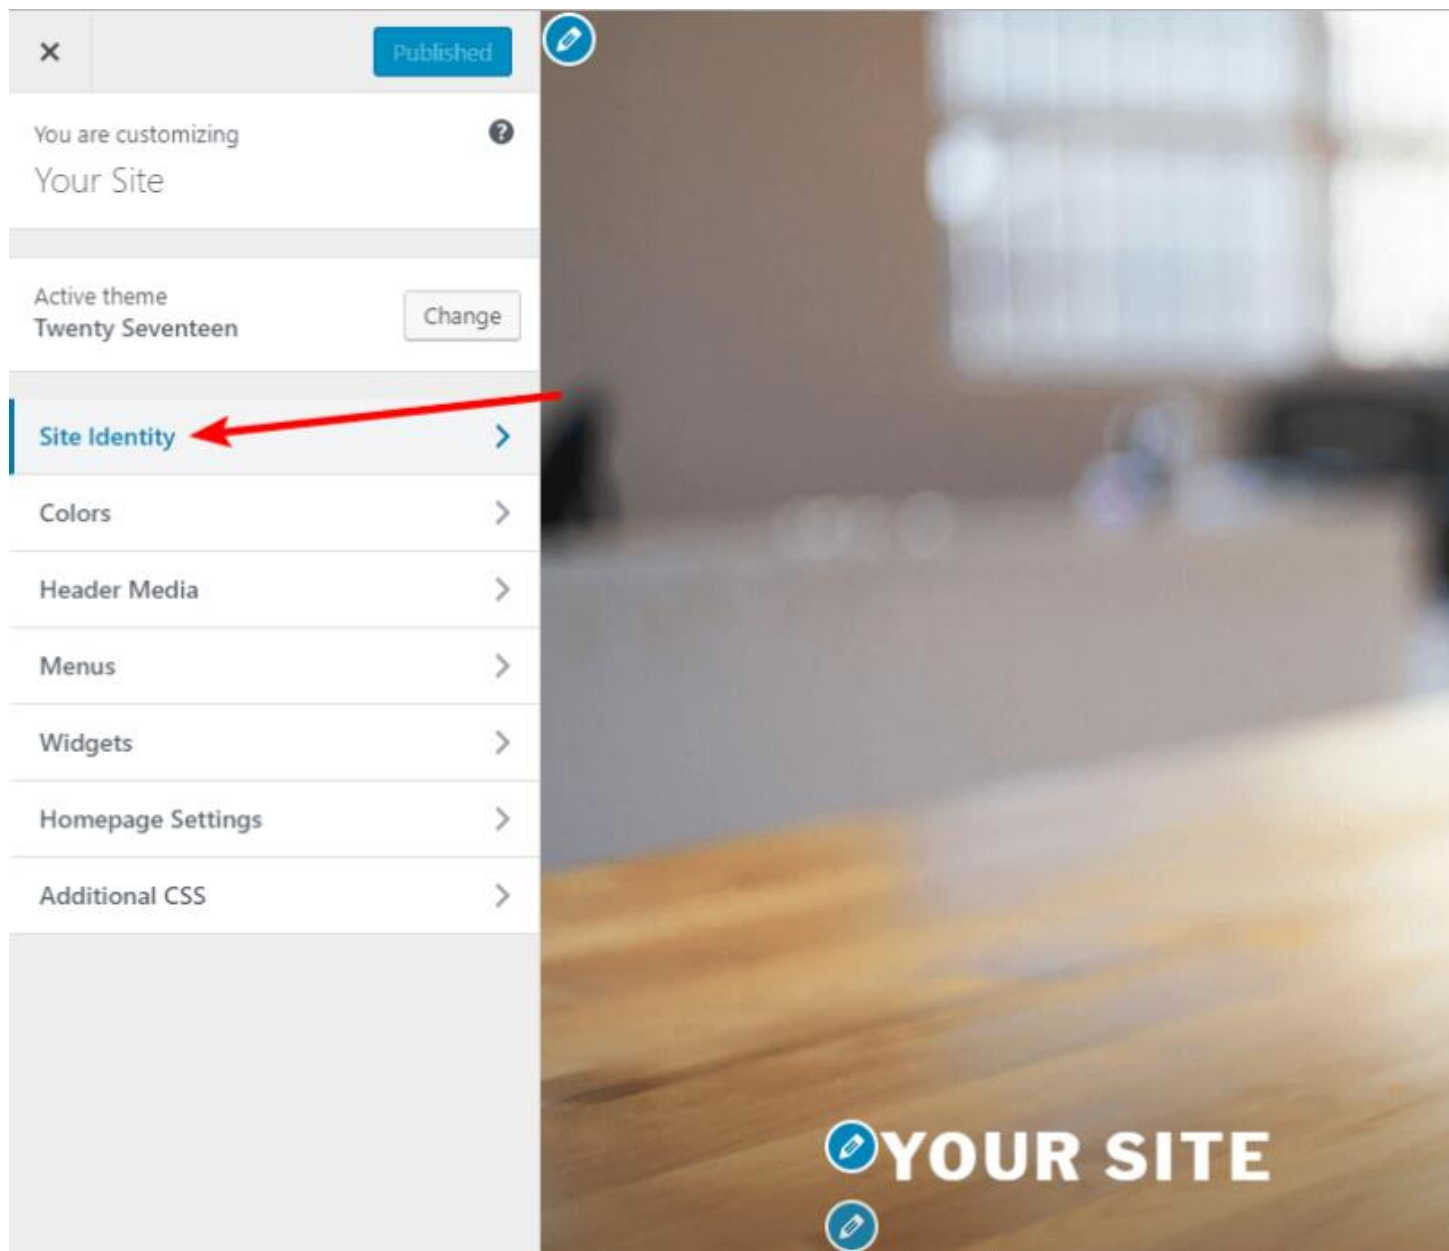 Published
You are customizing
Your Site
Active theme
Twenty Seventeen
Change
Site Identity
Colors
Header Media
Menus
Widgets
Homepage Settings
Additional CSS
YOUR SITE